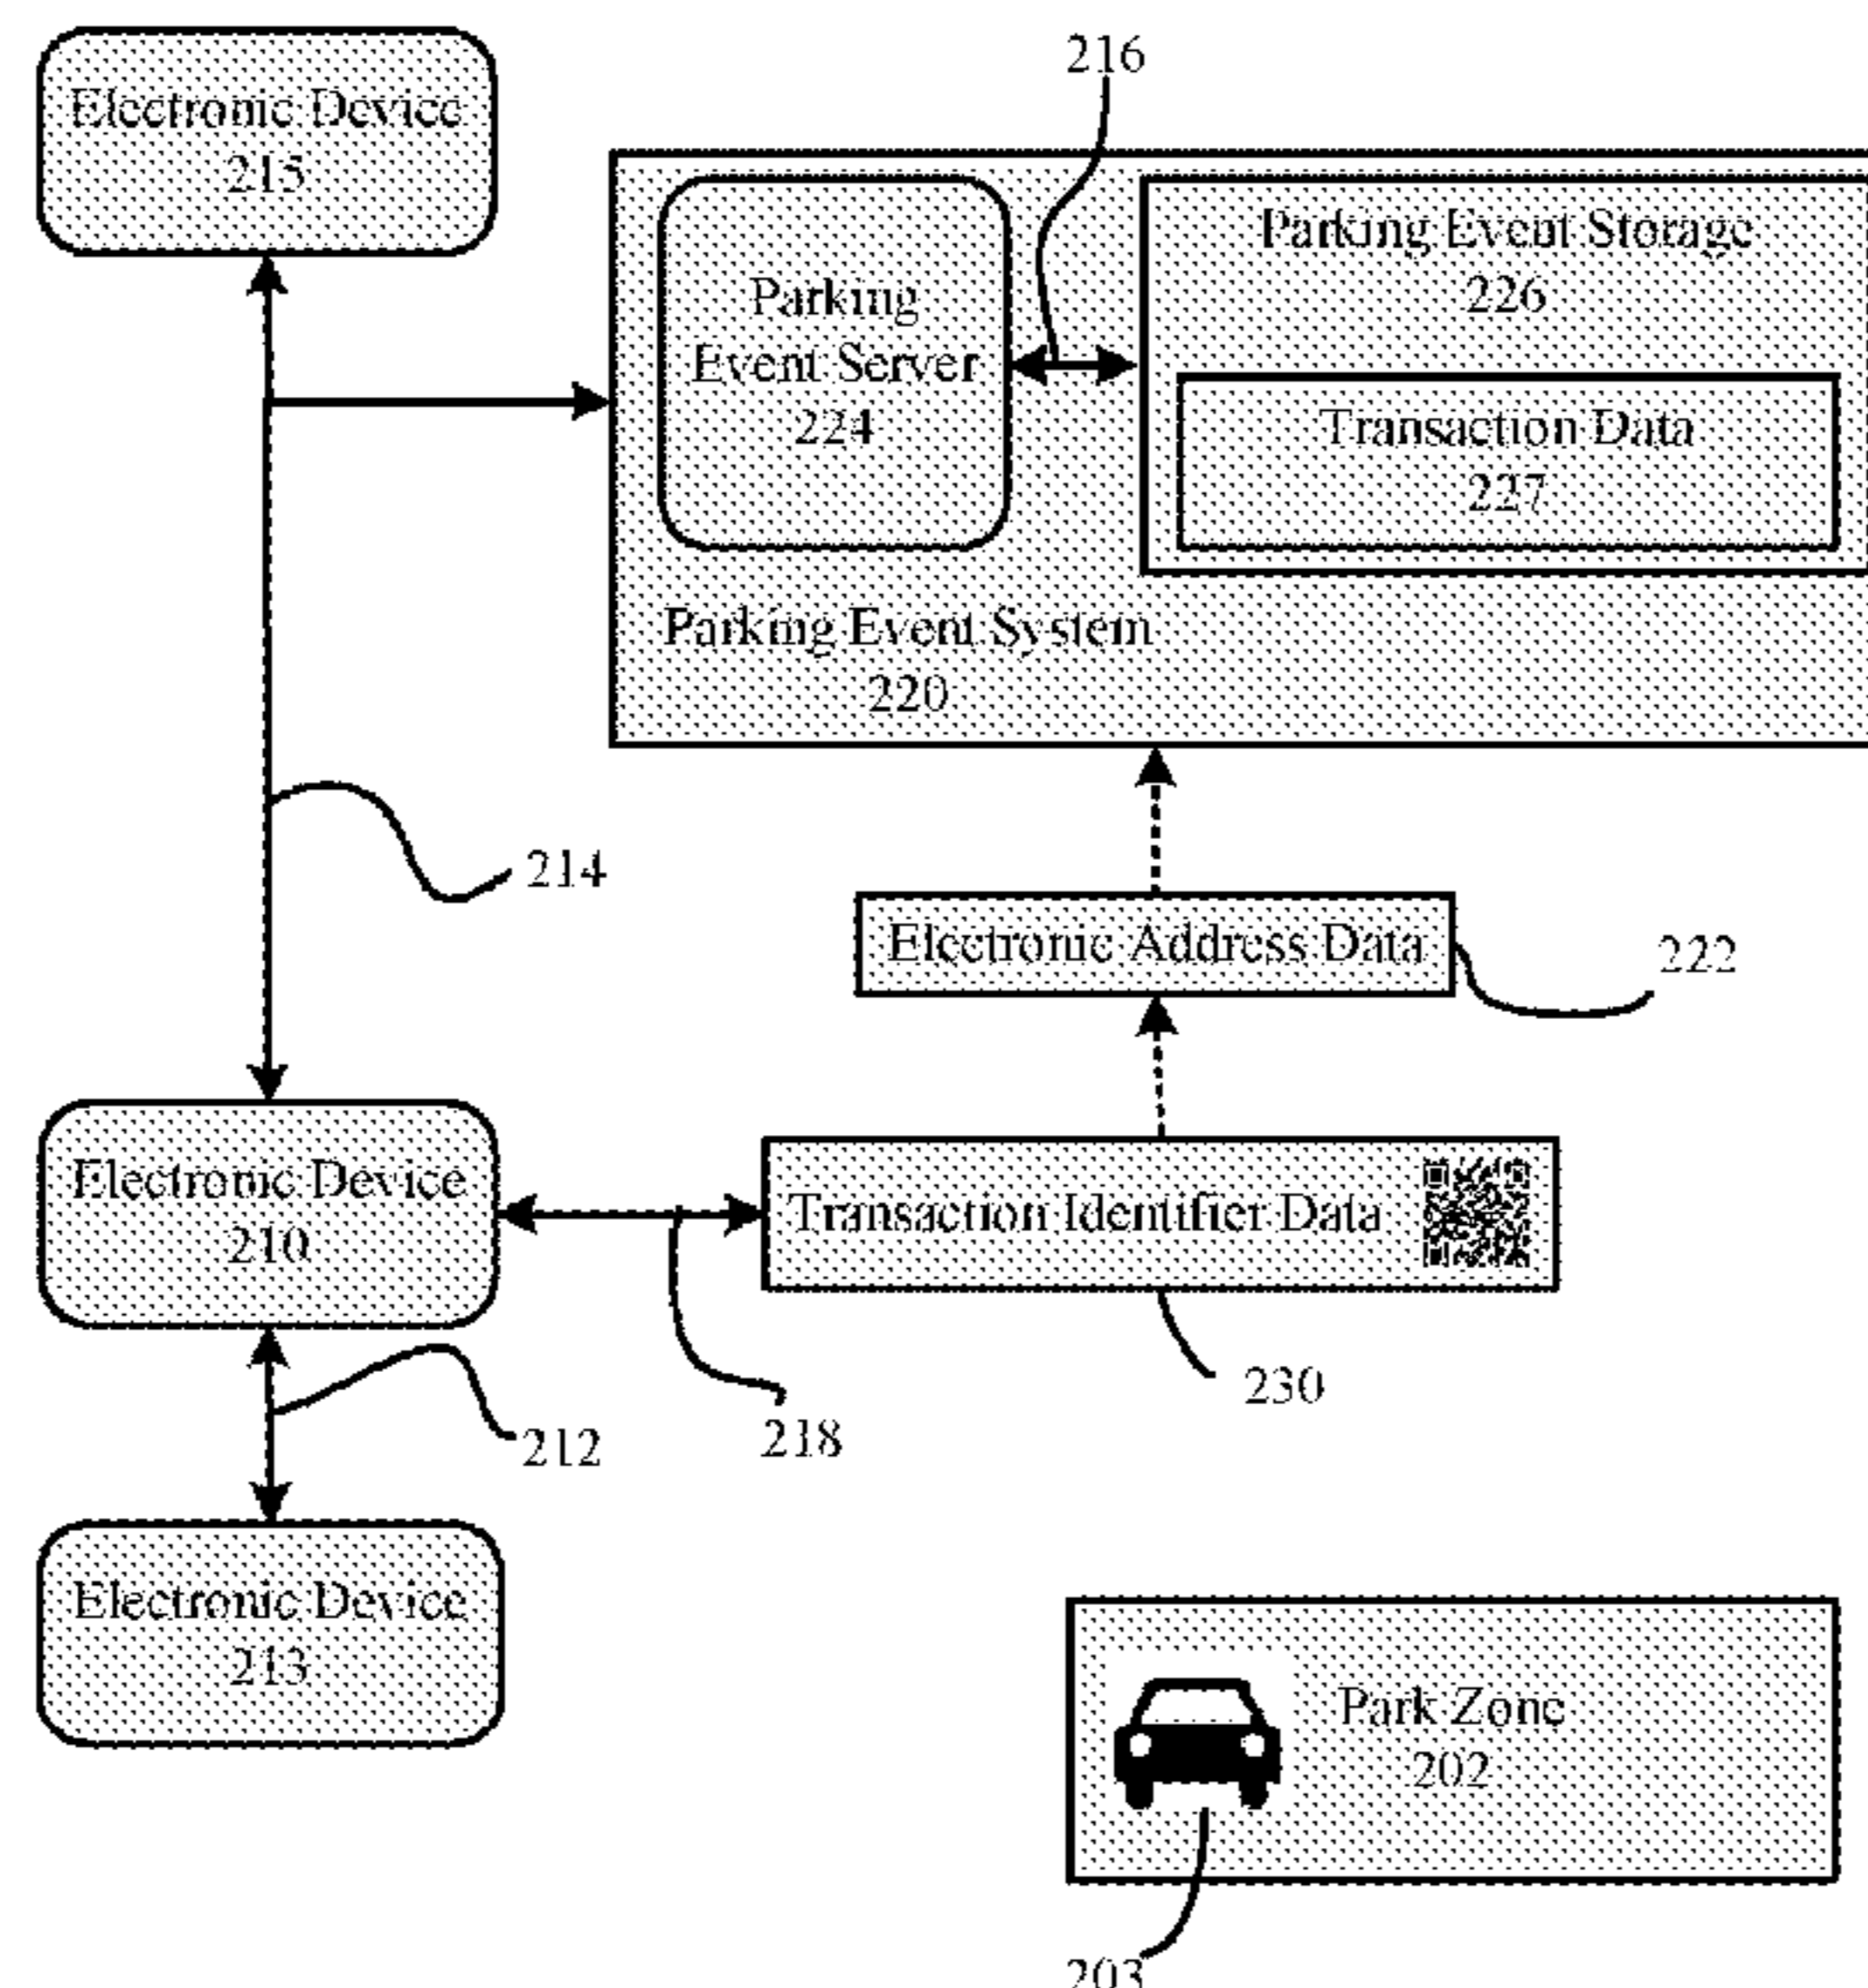 216
Electronic Device
215
Parking Event Storage
226
Parking
Event Server
224
Transaction Data
227
Parking Event System
220
214
Electronic Address Data
222
Electronic Device
210
Transaction Identifier Data
230
218
212
Electronic Device
213
Park Zone
202
203